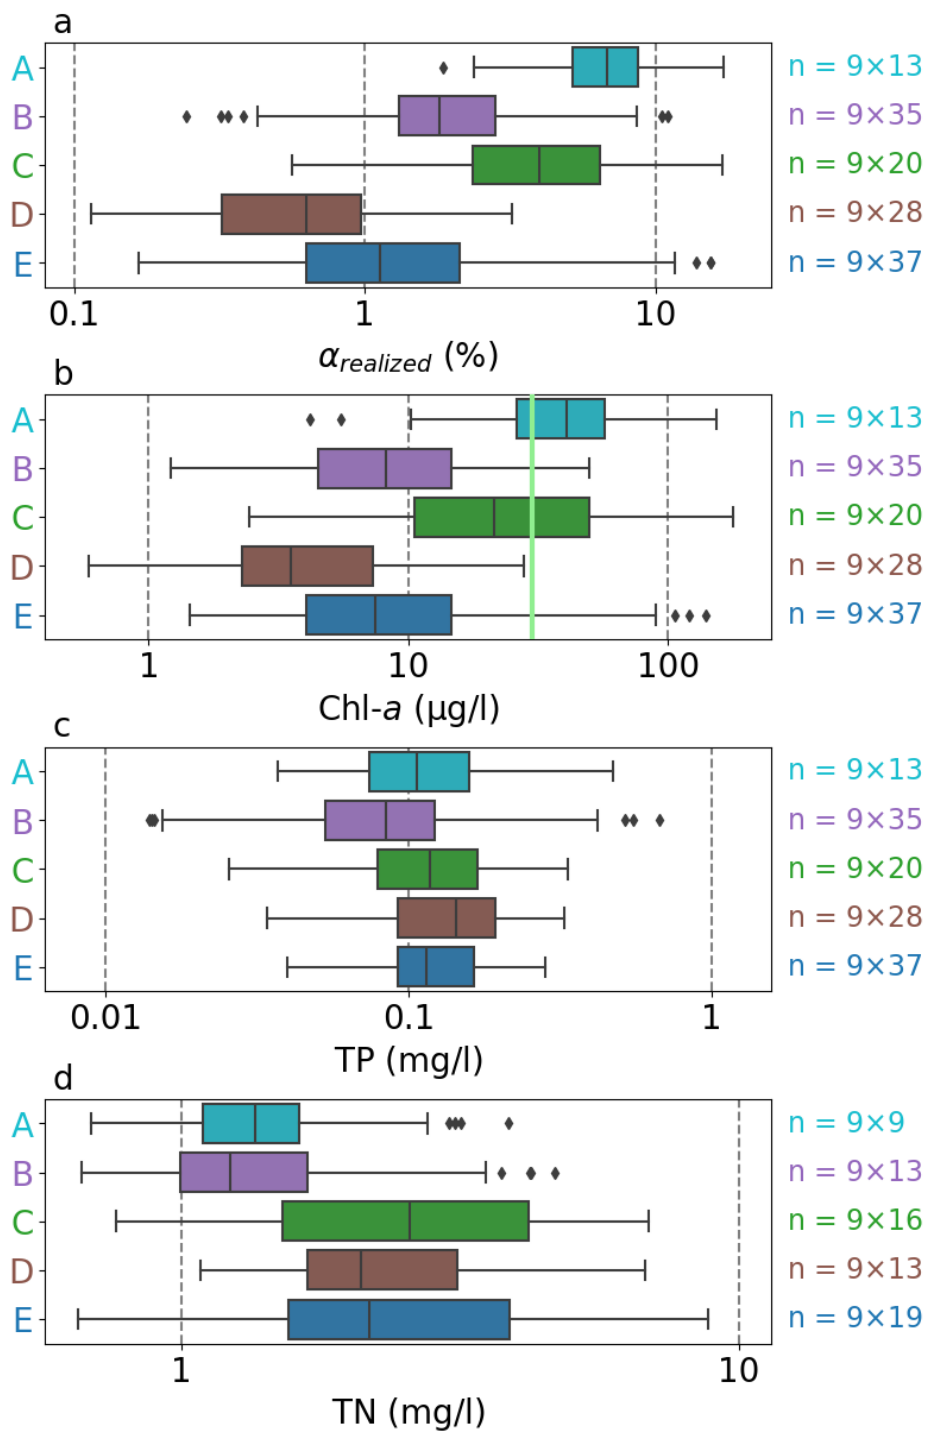 a
A n = 9×13
B n = 9×35
C n = 9×20
D n = 9×28
E n = 9×37
0.1 1 10
αrealized (%)
b
A n = 9×13
B n = 9×35
C n = 9×20
D n = 9×28
E n = 9×37
1 10 100
Chl-a (µg/l)
c
A n = 9×13
B n = 9×35
C n = 9×20
D n = 9×28
E n = 9×37
0.01 0.1 1
TP (mg/l)
d
A n = 9×9
B n = 9×13
C n = 9×16
D n = 9×13
E n = 9×19
1 10
TN (mg/l)